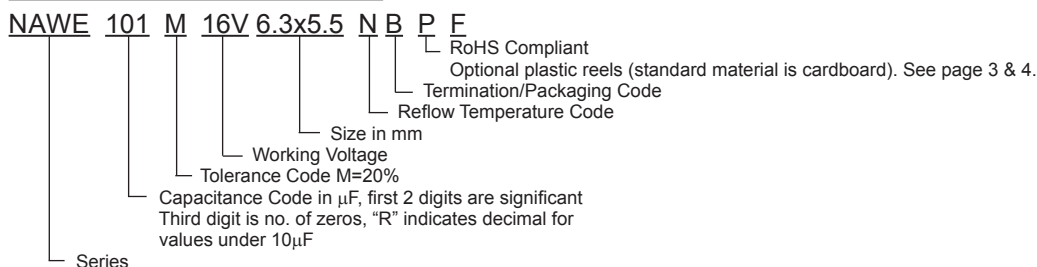 NAWE 101 M 16V 6.3x5.5 N B P F
RoHS Compliant
Optional plastic reels (standard material is cardboard). See page 3 & 4.
Termination/Packaging Code
Reflow Temperature Code
Size in mm
Working Voltage
Tolerance Code M=20%
Capacitance Code in μF, first 2 digits are significant
Third digit is no. of zeros, “R” indicates decimal for
values under 10μF
Series